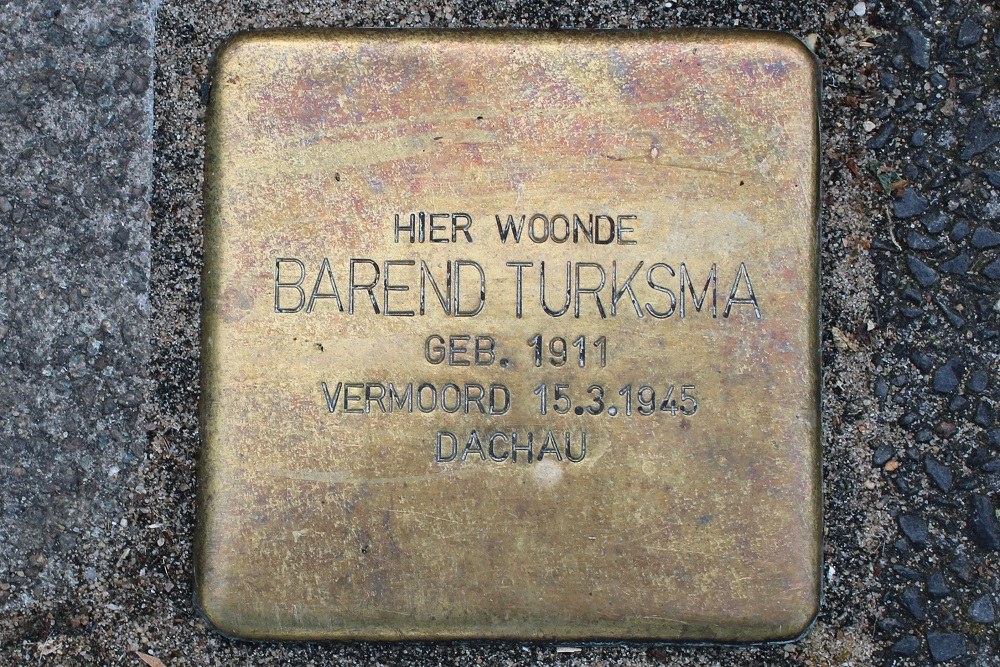 HIER WOONDE
BAREND TURKSMA
GEB. 1911
VERMOORD 15.3.1945
DACHAU